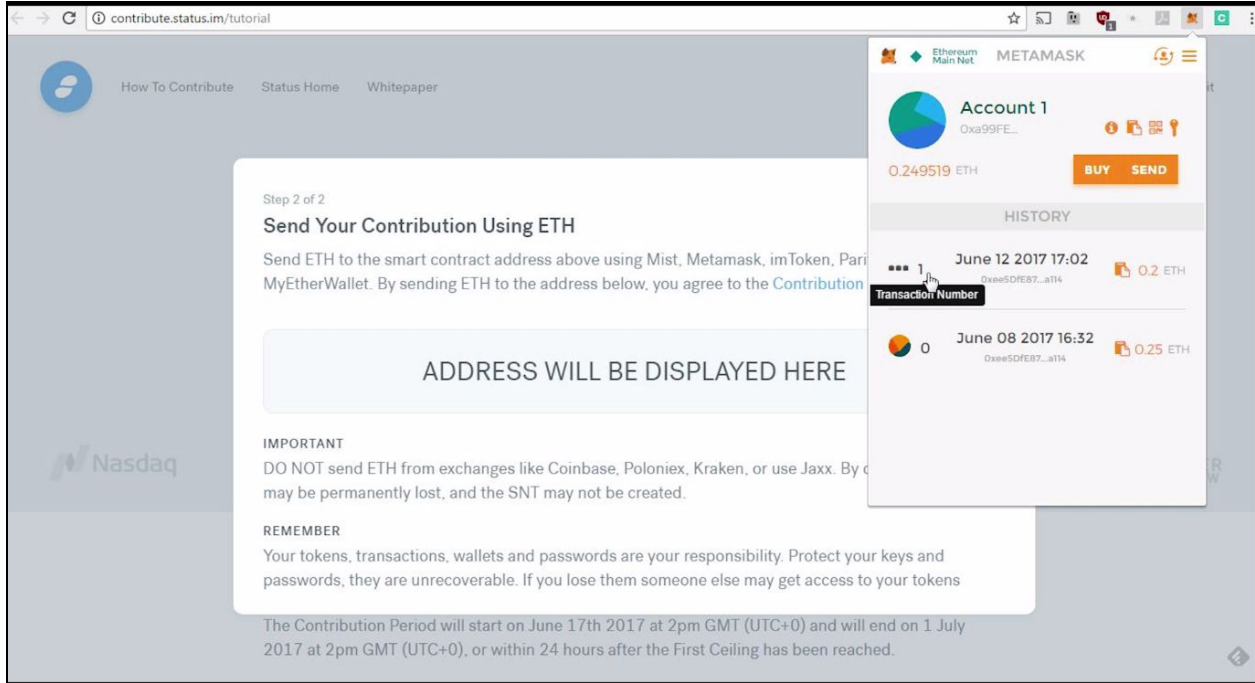 contribute.status.im/tutorial
1
C
How To Contribute Status Home Whitepaper
it
Step 2 of 2
Send Your Contribution Using ETH
Send ETH to the smart contract address above using Mist, Metamask, imToken, Pari
MyEtherWallet. By sending ETH to the address below, you agree to the Contribution
ADDRESS WILL BE DISPLAYED HERE
IMPORTANT
DO NOT send ETH from exchanges like Coinbase, Poloniex, Kraken, or use Jaxx. By
may be permanently lost, and the SNT may not be created.
REMEMBER
Your tokens, transactions, wallets and passwords are your responsibility. Protect your keys and
passwords, they are unrecoverable. If you lose them someone else may get access to your tokens
The Contribution Period will start on June 17th 2017 at 2pm GMT (UTC+0) and will end on 1 July
2017 at 2pm GMT (UTC+0), or within 24 hours after the First Ceiling has been reached.
Nasdaq
Ethereum
Main Net
METAMASK
Account 1
0xa99FE...
0.249519 ETH
BUY SEND
HISTORY
1 June 12 2017 17:02 0.2 ETH
0xee5DfE87...a114
Transaction Number
0 June 08 2017 16:32 0.25 ETH
0xee5DfE87...a114